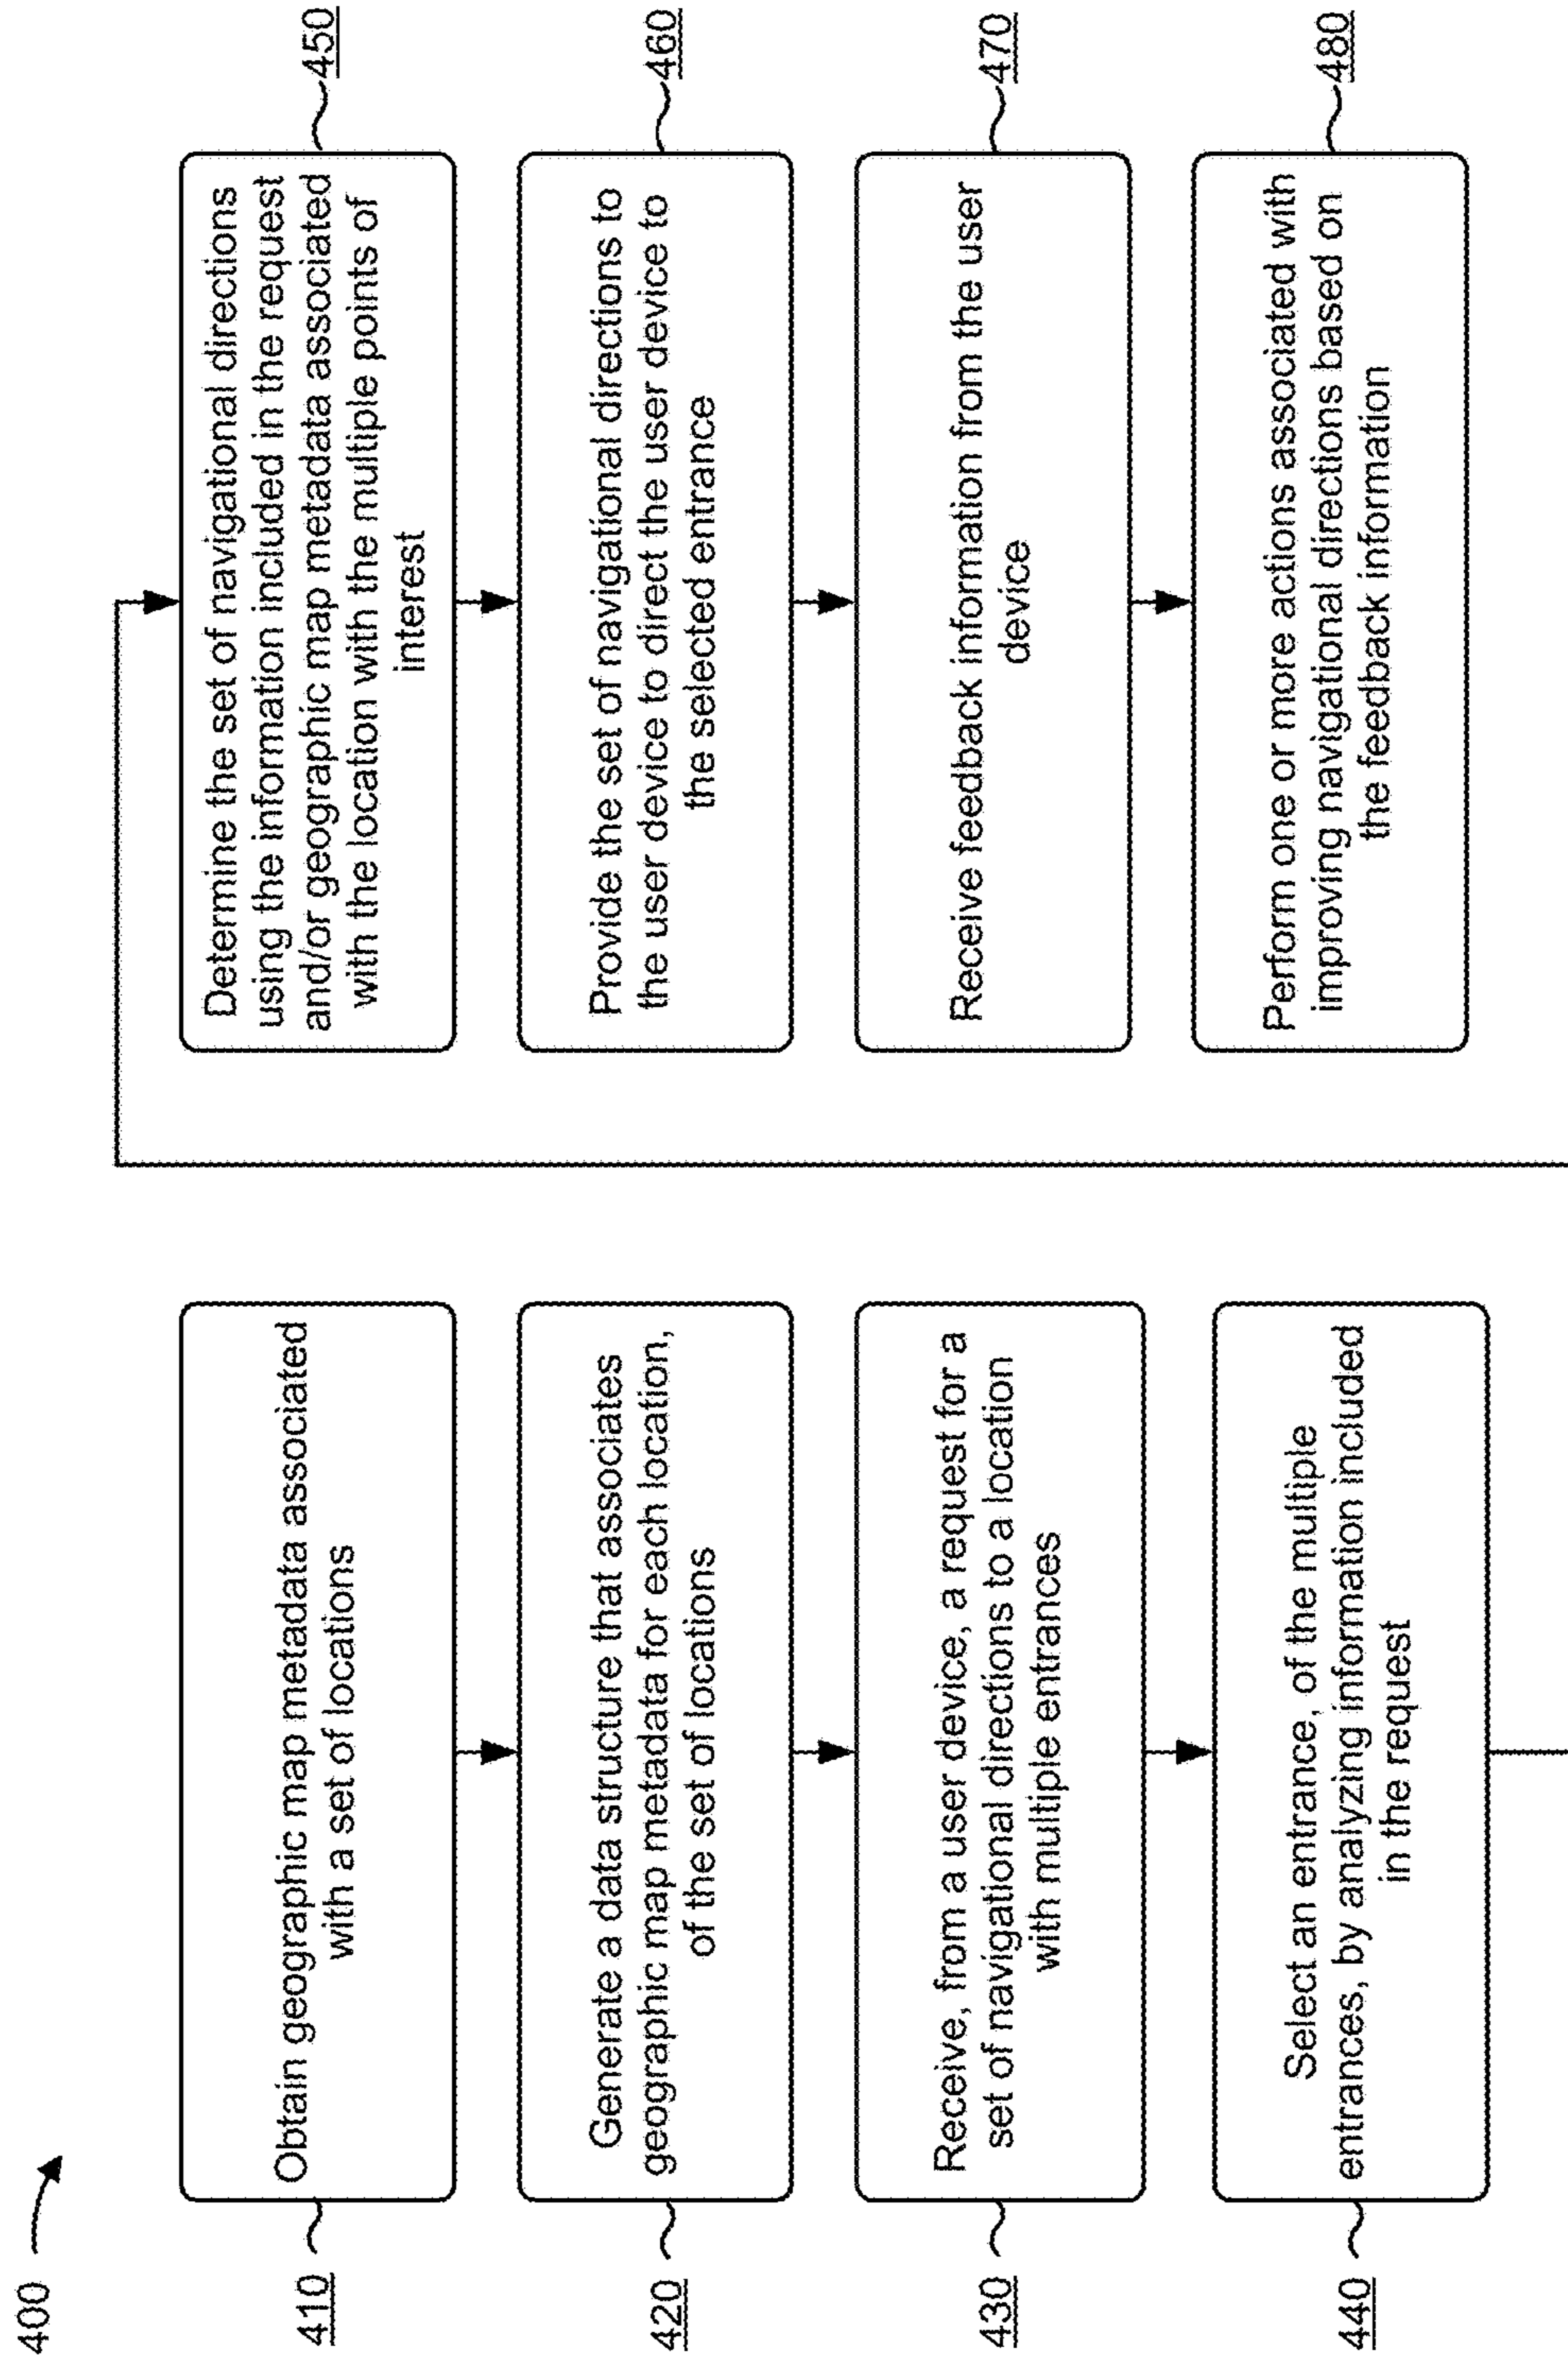 400
410
Obtain geographic map metadata associated
with a set of locations
420
Generate a data structure that associates
geographic map metadata for each location,
of the set of locations
430
Receive, from a user device, a request for a
set of navigational directions to a location
with multiple entrances
440
Select an entrance, of the multiple
entrances, by analyzing information included
in the request
450
Determine the set of navigational directions
using the information included in the request
and/or geographic map metadata associated
with the location with the multiple points of
interest
460
Provide the set of navigational directions to
the user device to direct the user device to
the selected entrance
470
Receive feedback information from the user
device
480
Perform one or more actions associated with
improving navigational directions based on
the feedback information